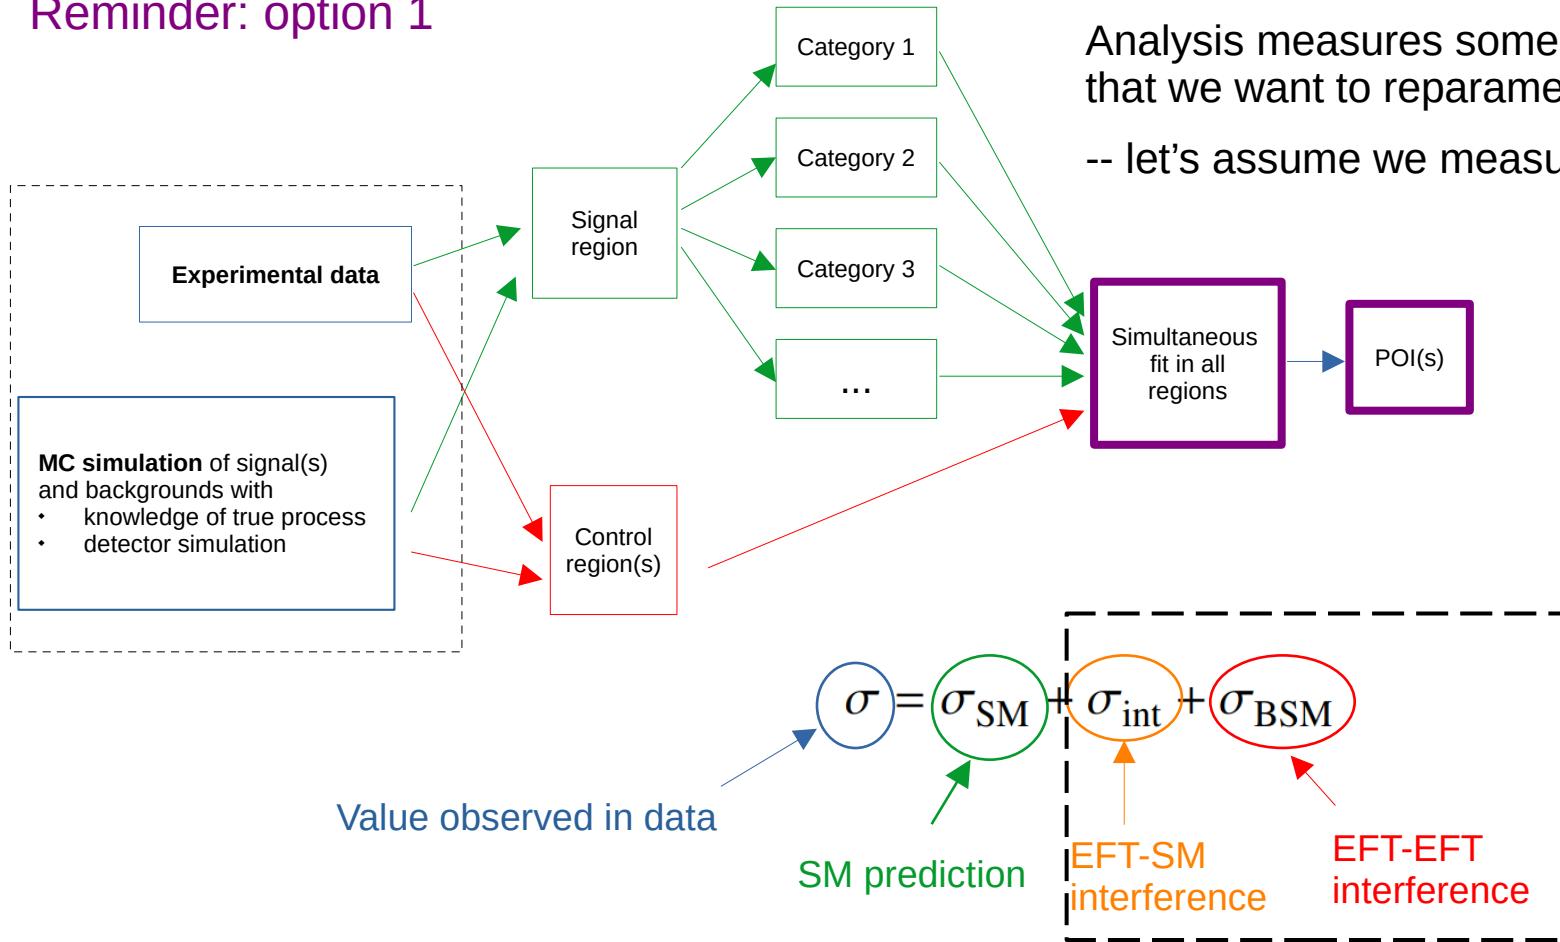 Reminder: option 1
Analysis measures some
that we want to reparame
-- let's assume we measu
Category 1
Category 2
Category 3
...
Signal
region
Experimental data
Simultaneous
fit in all
regions
POI(s)
MC simulation of signal(s)
and backgrounds with
• knowledge of true process
• detector simulation
Control
region(s)
σ = σSM + σint + σBSM
Value observed in data
SM prediction
EFT-SM
interference
EFT-EFT
interference